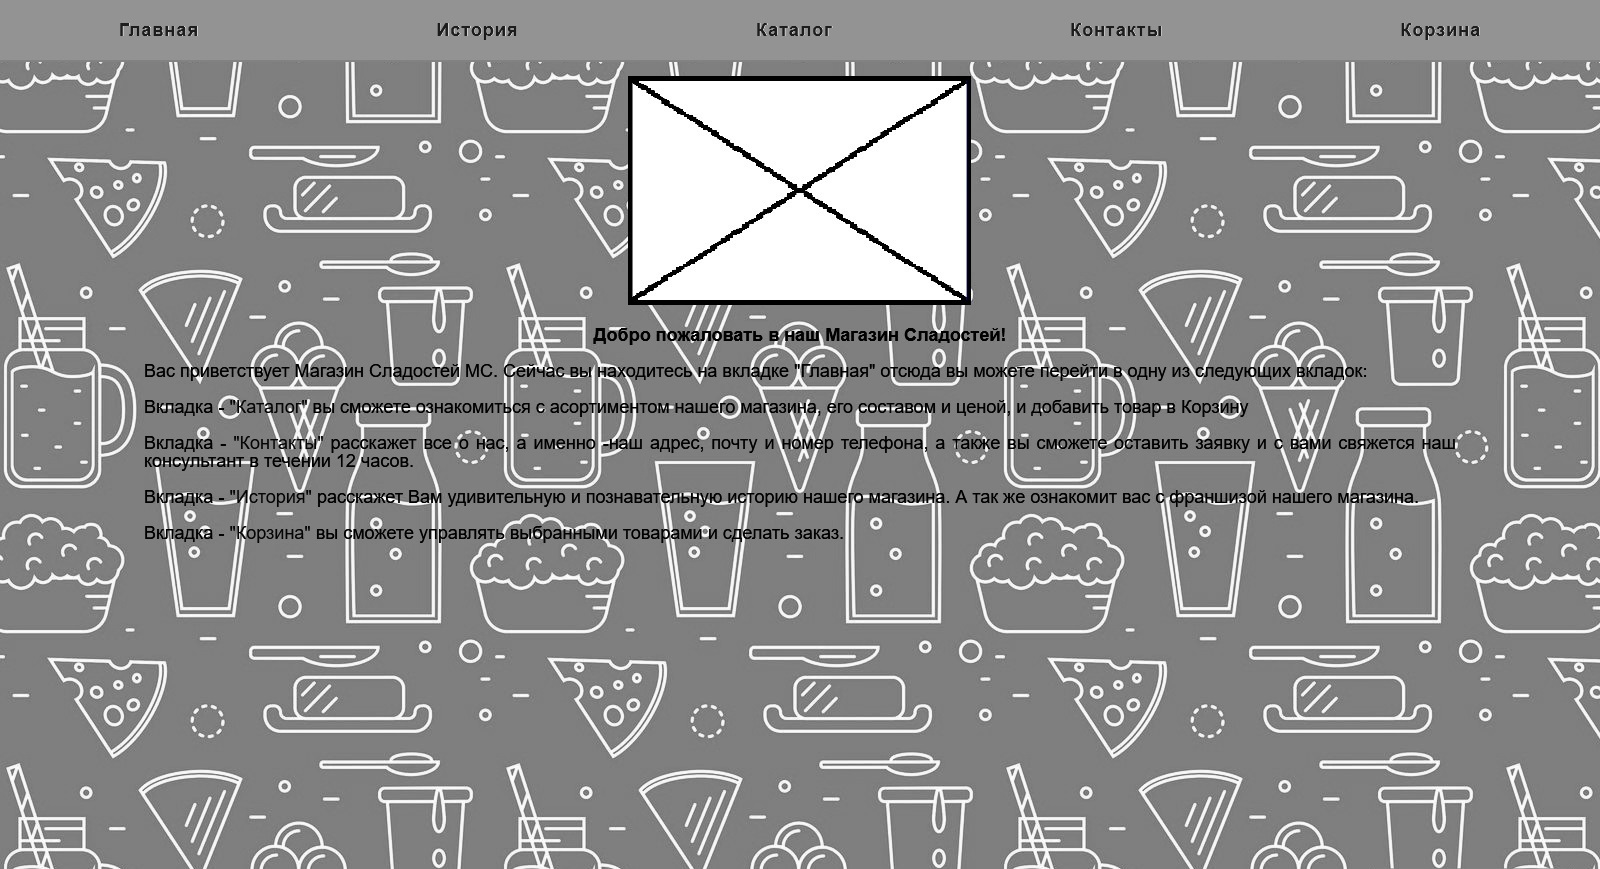 Главная История Каталог Контакты Корзина
Добро пожаловать в наш Магазин Сладостей!
Вас приветствует Магазин Сладостей МС. Сейчас вы находитесь на вкладке "Главная" отсюда вы можете перейти в одну из следующих вкладок:
Вкладка - "Каталог" вы сможете ознакомиться с асортиментом нашего магазина, его составом и ценой, и добавить товар в Корзину
Вкладка - "Контакты" расскажет все о нас, а именно -наш адрес, почту и номер телефона, а также вы сможете оставить заявку и с вами свяжется наш
консультант в течении 12 часов.
Вкладка - "История" расскажет Вам удивительную и познавательную историю нашего магазина. А так же ознакомит вас с франшизой нашего магазина.
Вкладка - "Корзина" вы сможете управлять выбранными товарами и сделать заказ.